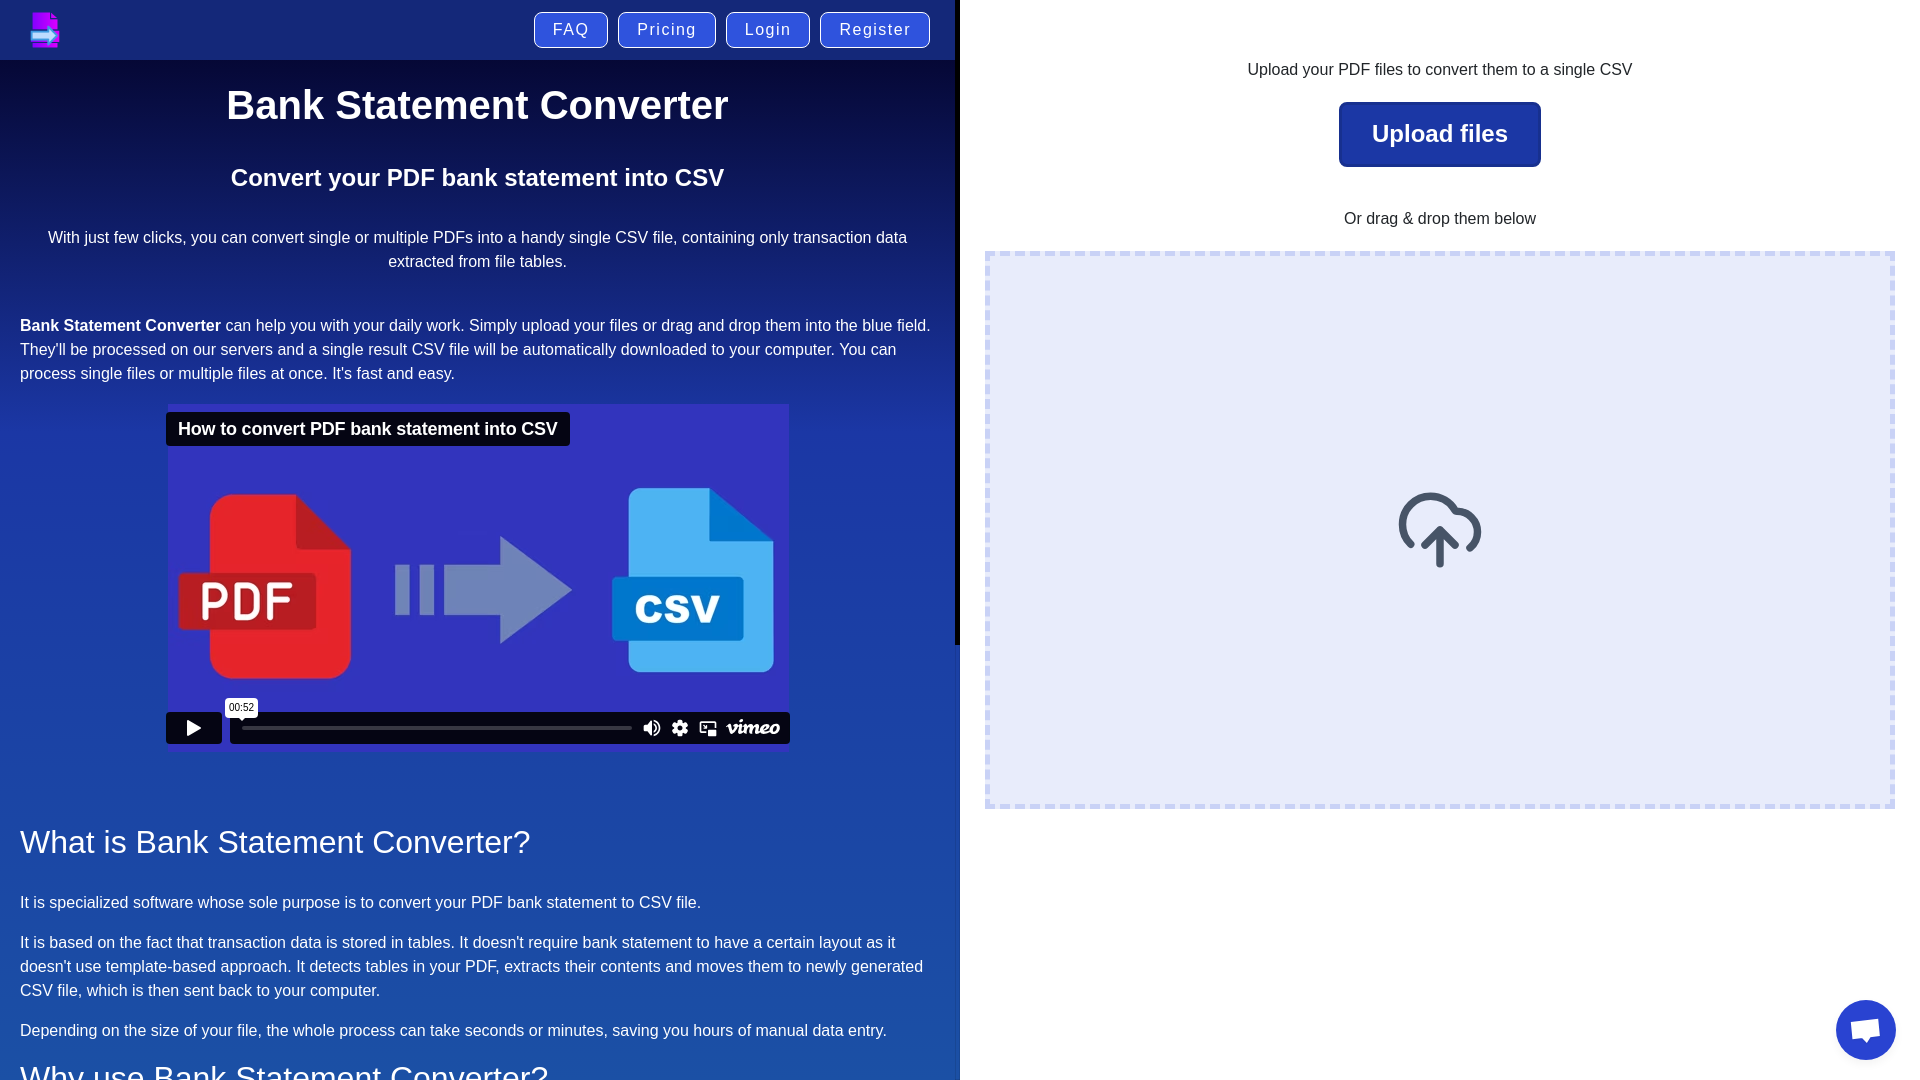 FAQ
Pricing
Login
Register
Bank Statement Converter
Convert your PDF bank statement into CSV
With just few clicks, you can convert single or multiple PDFs into a handy single CSV file, containing only transaction data
extracted from file tables.
Bank Statement Converter can help you with your daily work. Simply upload your files or drag and drop them into the blue field.
They'll be processed on our servers and a single result CSV file will be automatically downloaded to your computer. You can
process single files or multiple files at once. It's fast and easy.
How to convert PDF bank statement into CSV
PDF
CSV
00:52
vimeo
What is Bank Statement Converter?
It is specialized software whose sole purpose is to convert your PDF bank statement to CSV file.
It is based on the fact that transaction data is stored in tables. It doesn't require bank statement to have a certain layout as it
doesn't use template-based approach. It detects tables in your PDF, extracts their contents and moves them to newly generated
CSV file, which is then sent back to your computer.
Depending on the size of your file, the whole process can take seconds or minutes, saving you hours of manual data entry.
Why use Bank Statement Converter?
Upload your PDF files to convert them to a single CSV
Upload files
Or drag & drop them below